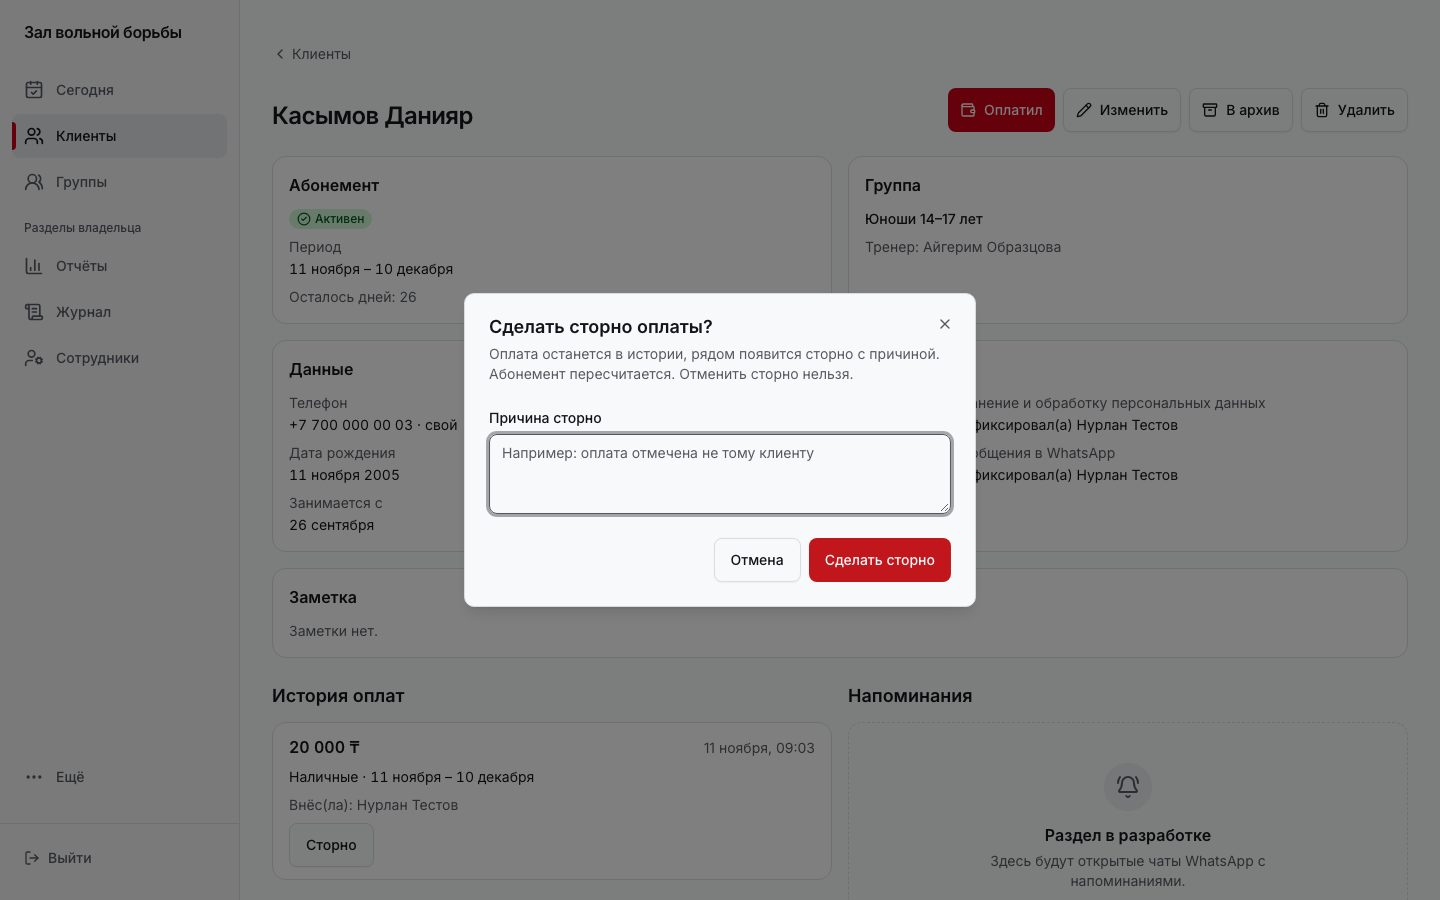 Зал вольной борьбы
Сегодня
Клиенты
Группы
Разделы владельца
Отчёты
Журнал
Сотрудники
Ещё
Выйти
Клиенты
Касымов Данияр
Оплатил
Изменить
В архив
Удалить
Абонемент
Активен
Период
11 ноября – 10 декабря
Осталось дней: 26
Группа
Юноши 14–17 лет
Тренер: Айгерим Образцова
Данные
Телефон
+7 700 000 00 03 · свой
Дата рождения
11 ноября 2005
Занимается с
26 сентября
и обработку персональных данных
Нурлан Тестов
в WhatsApp
Нурлан Тестов
Сделать сторно оплаты?
Оплата останется в истории, рядом появится сторно с причиной.
Абонемент пересчитается. Отменить сторно нельзя.
Причина сторно
Например: оплата отмечена не тому клиенту
Отмена
Сделать сторно
Заметка
Заметки нет.
История оплат
20 000 ₸
11 ноября, 09:03
Наличные · 11 ноября – 10 декабря
Внёс(ла): Нурлан Тестов
Сторно
Напоминания
Раздел в разработке
Здесь будут открытые чаты WhatsApp с
напоминаниями.